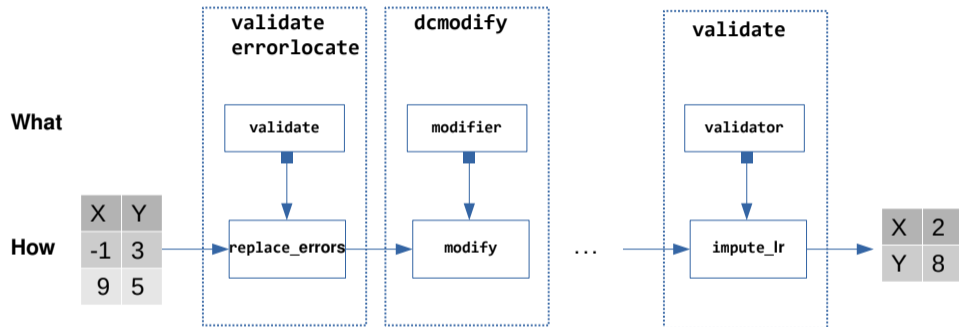 validate
errorlocate
dcmodify
validate
What
validate
modifier
validator
X Y
-1 3
9 5
How
replace_errors
modify
...
impute_lr
X 2
Y 8